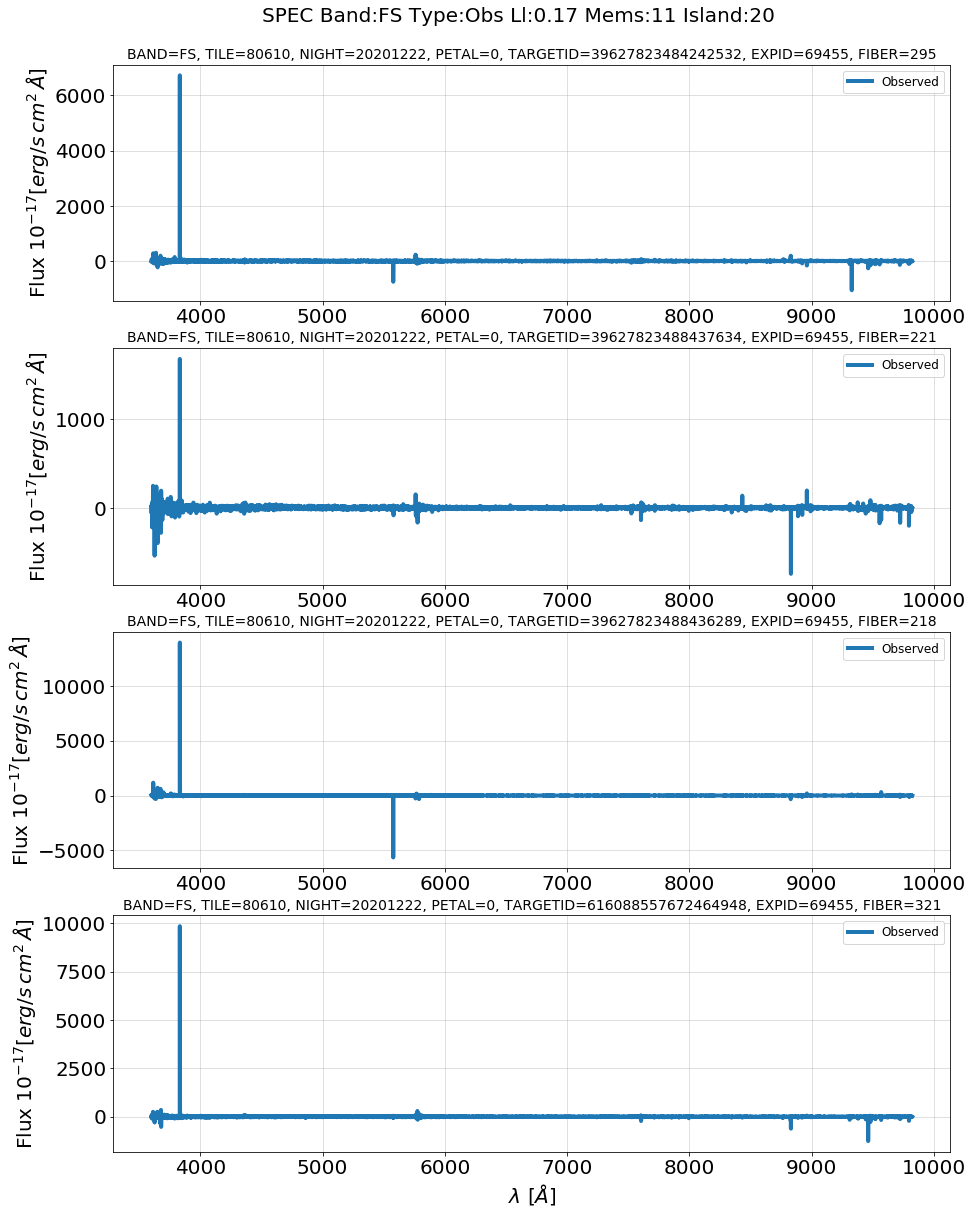 SPEC Band:FS Type:Obs Ll:0.17 Mems:11 Island:20
BAND=FS, TILE=80610, NIGHT=20201222, PETAL=0, TARGETID=39627823484242532, EXPID=69455, FIBER=295
Observed
Flux 10^{-17}[erg/s cm^2 Å]
6000
4000
2000
0
4000 5000 6000 7000 8000 9000 10000
BAND=FS, TILE=80610, NIGHT=20201222, PETAL=0, TARGETID=39627823488437634, EXPID=69455, FIBER=221
Observed
Flux 10^{-17}[erg/s cm^2 Å]
1000
0
4000 5000 6000 7000 8000 9000 10000
BAND=FS, TILE=80610, NIGHT=20201222, PETAL=0, TARGETID=39627823488436289, EXPID=69455, FIBER=218
Observed
Flux 10^{-17}[erg/s cm^2 Å]
10000
5000
0
−5000
4000 5000 6000 7000 8000 9000 10000
BAND=FS, TILE=80610, NIGHT=20201222, PETAL=0, TARGETID=616088557672464948, EXPID=69455, FIBER=321
Observed
Flux 10^{-17}[erg/s cm^2 Å]
10000
7500
5000
2500
0
4000 5000 6000 7000 8000 9000 10000
λ [Å]